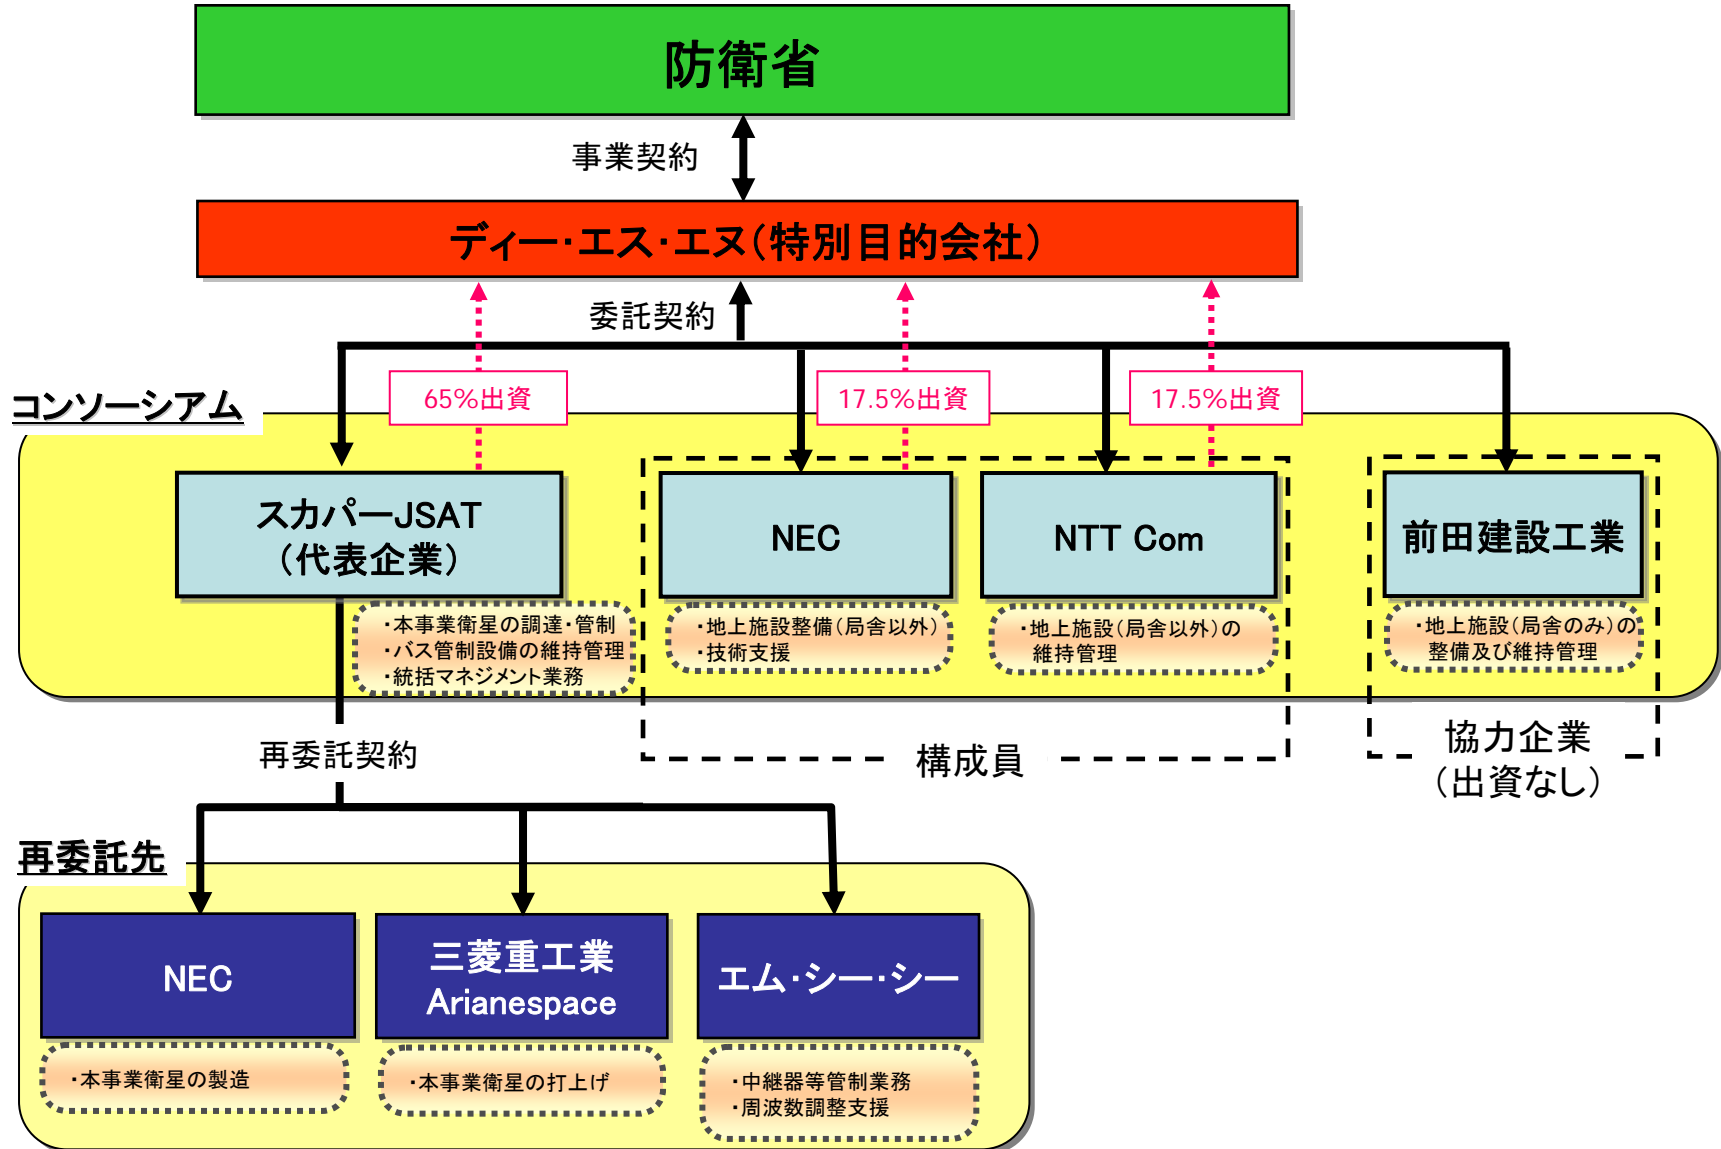 防衛省
事業契約
ディー・エス・エヌ(特別目的会社)
委託契約
65%出資
17.5%出資
17.5%出資
コンソーシアム
スカパーJSAT
(代表企業)
NEC
NTT Com
前田建設工業
・本事業衛星の調達・管制
・バス管制設備の維持管理
・統括マネジメント業務
・地上施設整備(局舎以外)
・技術支援
・地上施設(局舎以外)の
維持管理
・地上施設(局舎のみ)の
整備及び維持管理
再委託契約
構成員
協力企業
(出資なし)
再委託先
NEC
三菱重工業
Arianespace
エム・シー・シー
・本事業衛星の製造
・本事業衛星の打上げ
・中継器等管制業務
・周波数調整支援